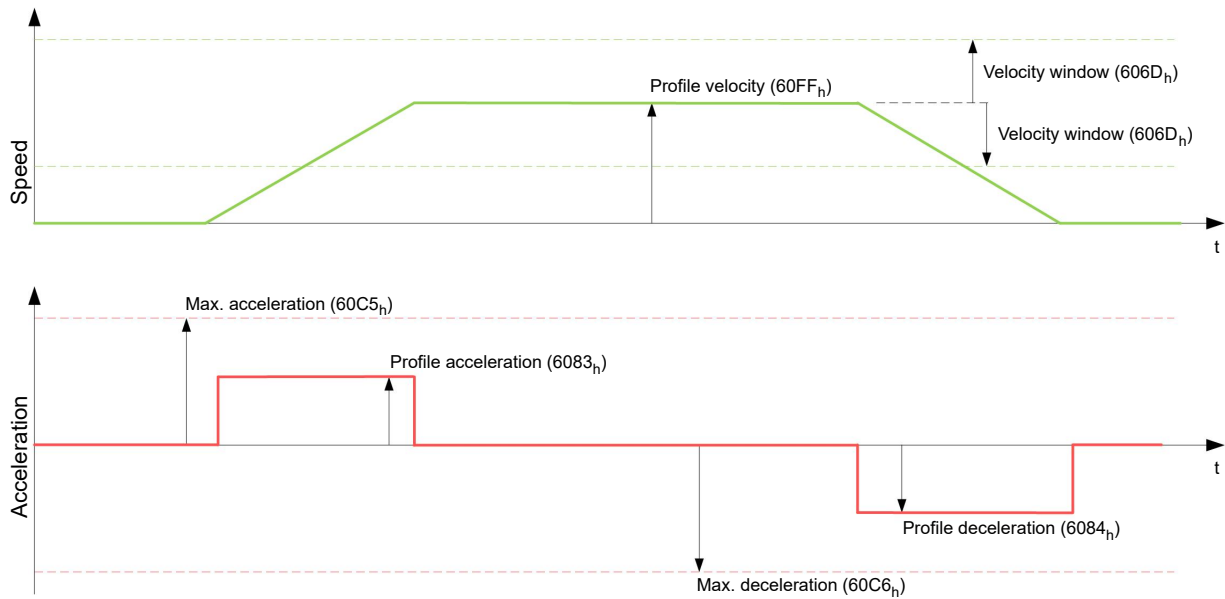 Speed
Profile velocity (60FFh)
Velocity window (606Dh)
Velocity window (606Dh)
t
Acceleration
Max. acceleration (60C5h)
Profile acceleration (6083h)
t
Profile deceleration (6084h)
Max. deceleration (60C6h)